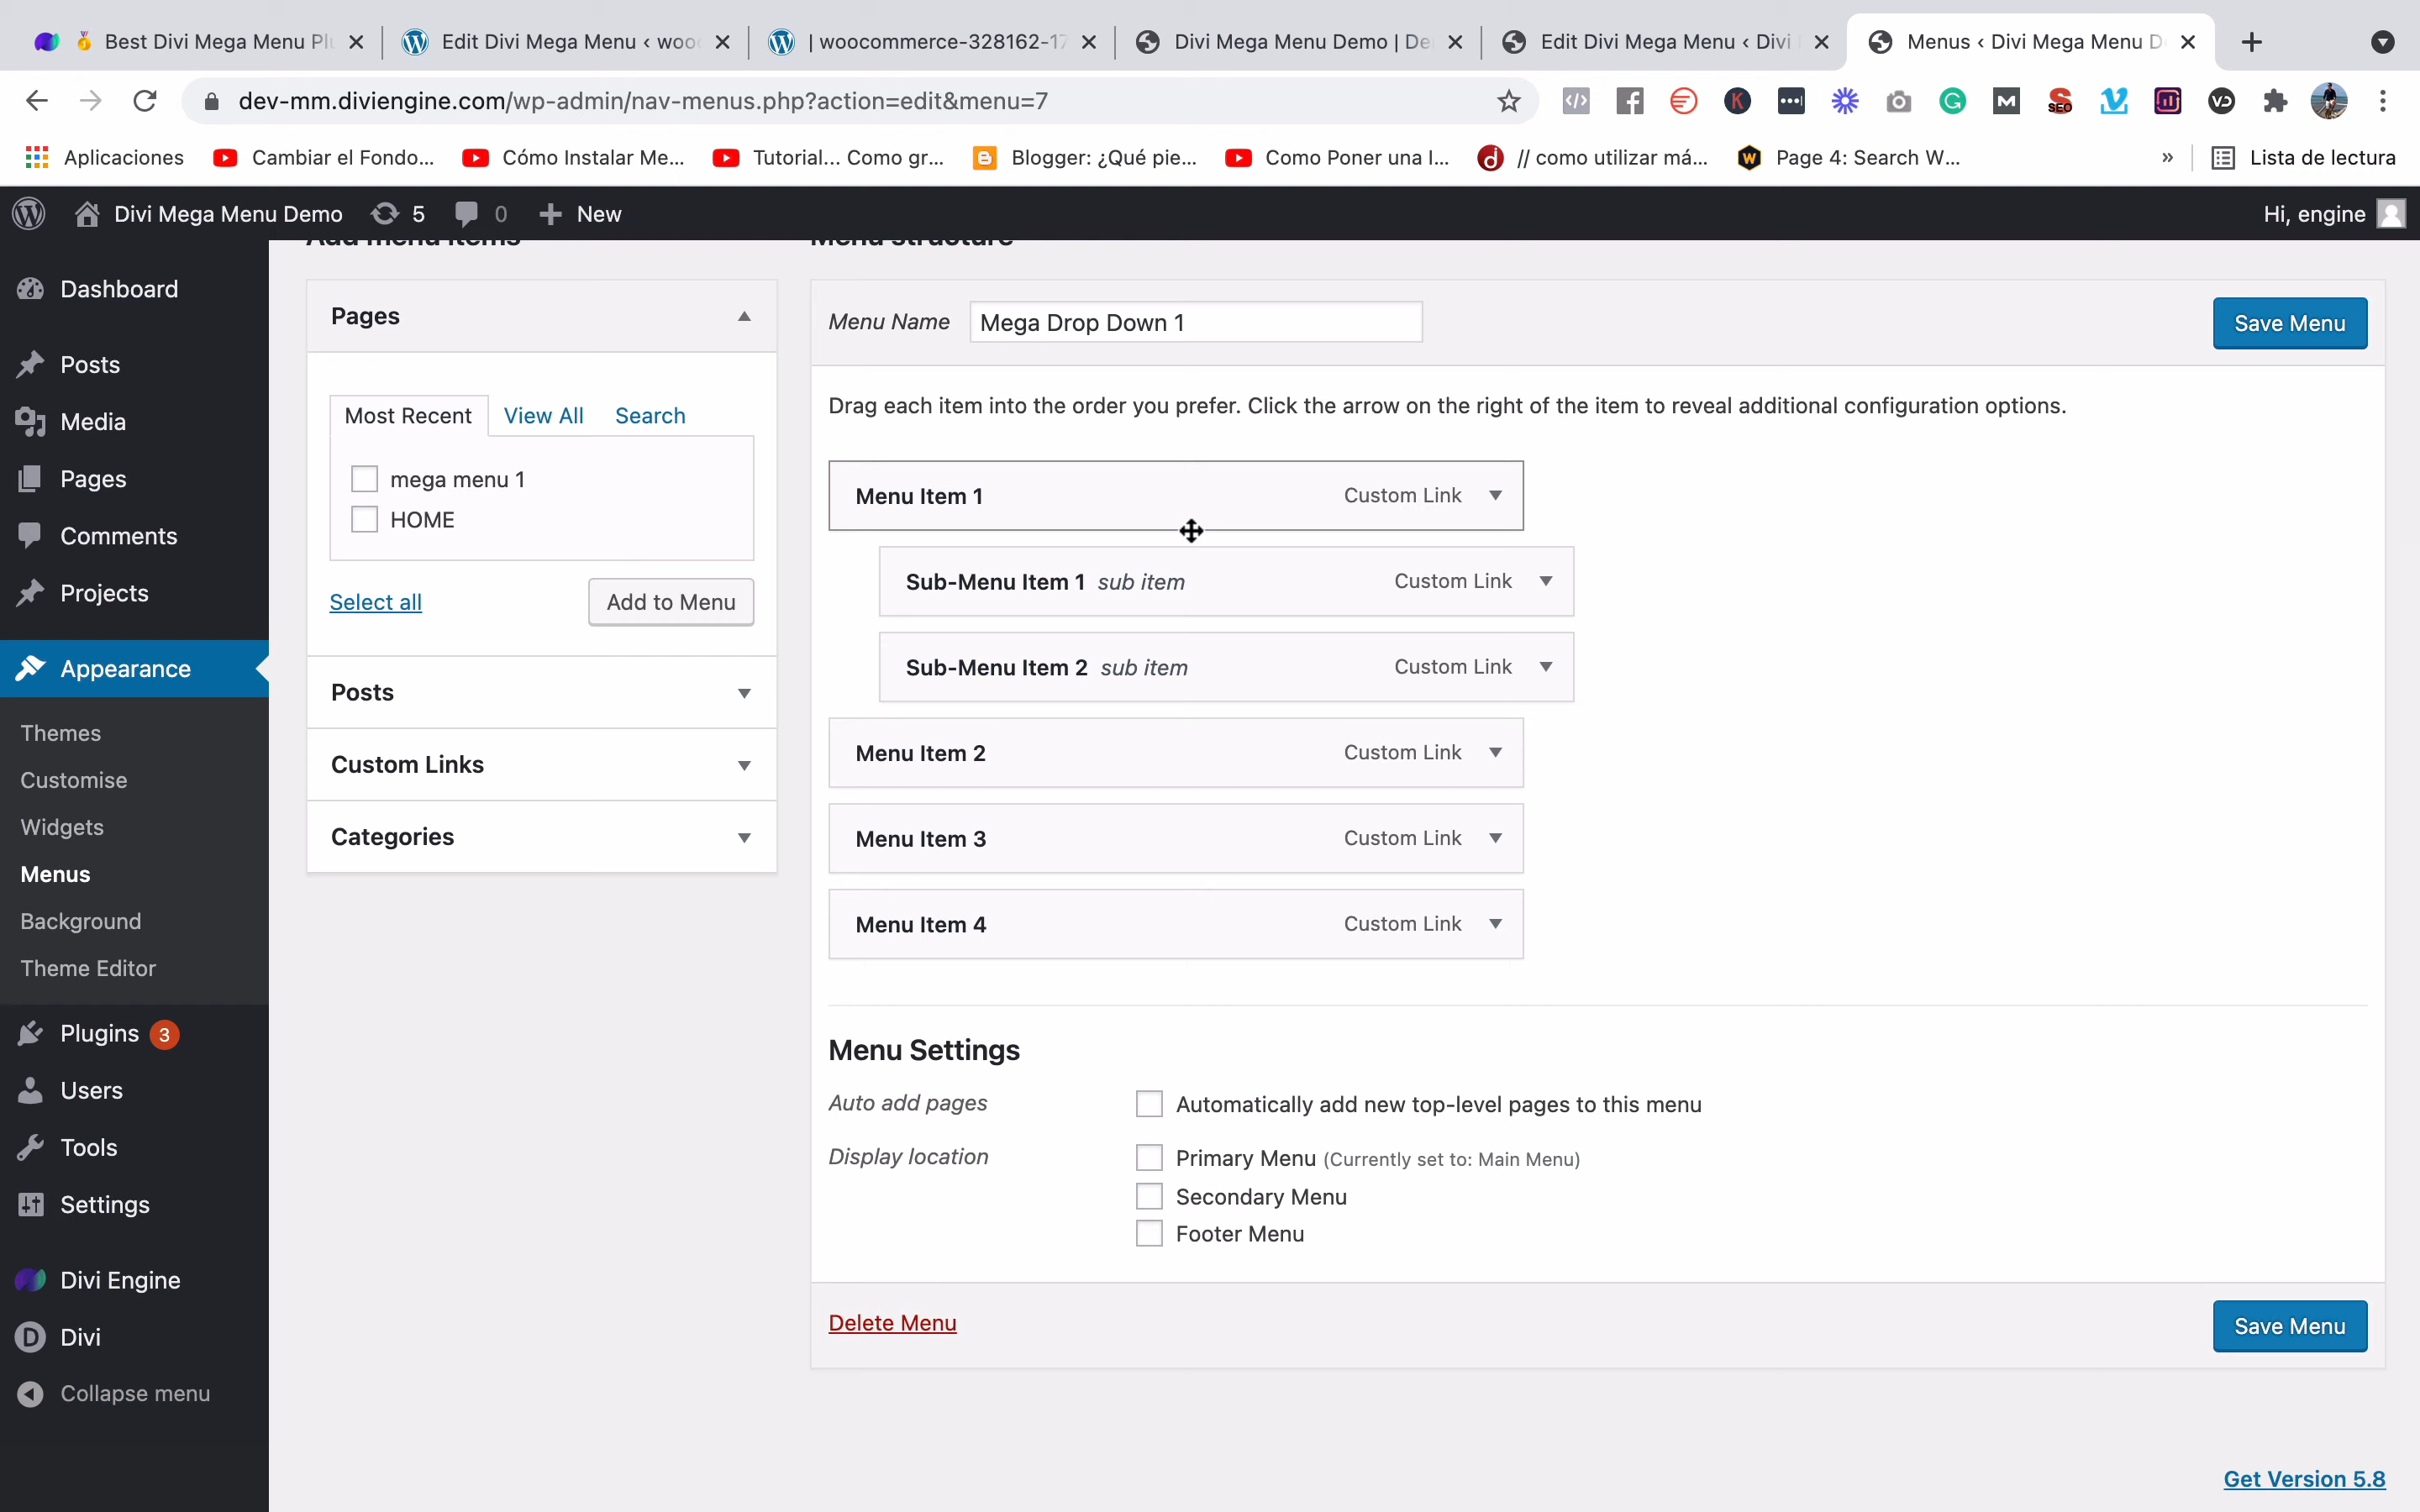 Best Divi Mega Menu Pl
Edit Divi Mega Menu ‹ woo
| woocommerce-328162-17
Divi Mega Menu Demo | De
Edit Divi Mega Menu ‹ Divi
Menus ‹ Divi Mega Menu D
dev-mm.diviengine.com/wp-admin/nav-menus.php?action=edit&menu=7
Aplicaciones
Cambiar el Fondo...
Cómo Instalar Me...
Tutorial... Como gr...
Blogger: ¿Qué pie...
Como Poner una I...
// como utilizar má...
Page 4: Search W...
»
Lista de lectura
Divi Mega Menu Demo
5
0
New
Hi, engine
Dashboard
Posts
Media
Pages
Comments
Projects
Appearance
Themes
Customise
Widgets
Menus
Background
Theme Editor
Plugins 3
Users
Tools
Settings
Divi Engine
Divi
Collapse menu
Add menu items
Pages
Most Recent
View All
Search
mega menu 1
HOME
Select all
Add to Menu
Posts
Custom Links
Categories
Menu structure
Menu Name
Mega Drop Down 1
Save Menu
Drag each item into the order you prefer. Click the arrow on the right of the item to reveal additional configuration options.
Menu Item 1 Custom Link
Sub-Menu Item 1 sub item Custom Link
Sub-Menu Item 2 sub item Custom Link
Menu Item 2 Custom Link
Menu Item 3 Custom Link
Menu Item 4 Custom Link
Menu Settings
Auto add pages
Automatically add new top-level pages to this menu
Display location
Primary Menu (Currently set to: Main Menu)
Secondary Menu
Footer Menu
Delete Menu
Save Menu
Get Version 5.8